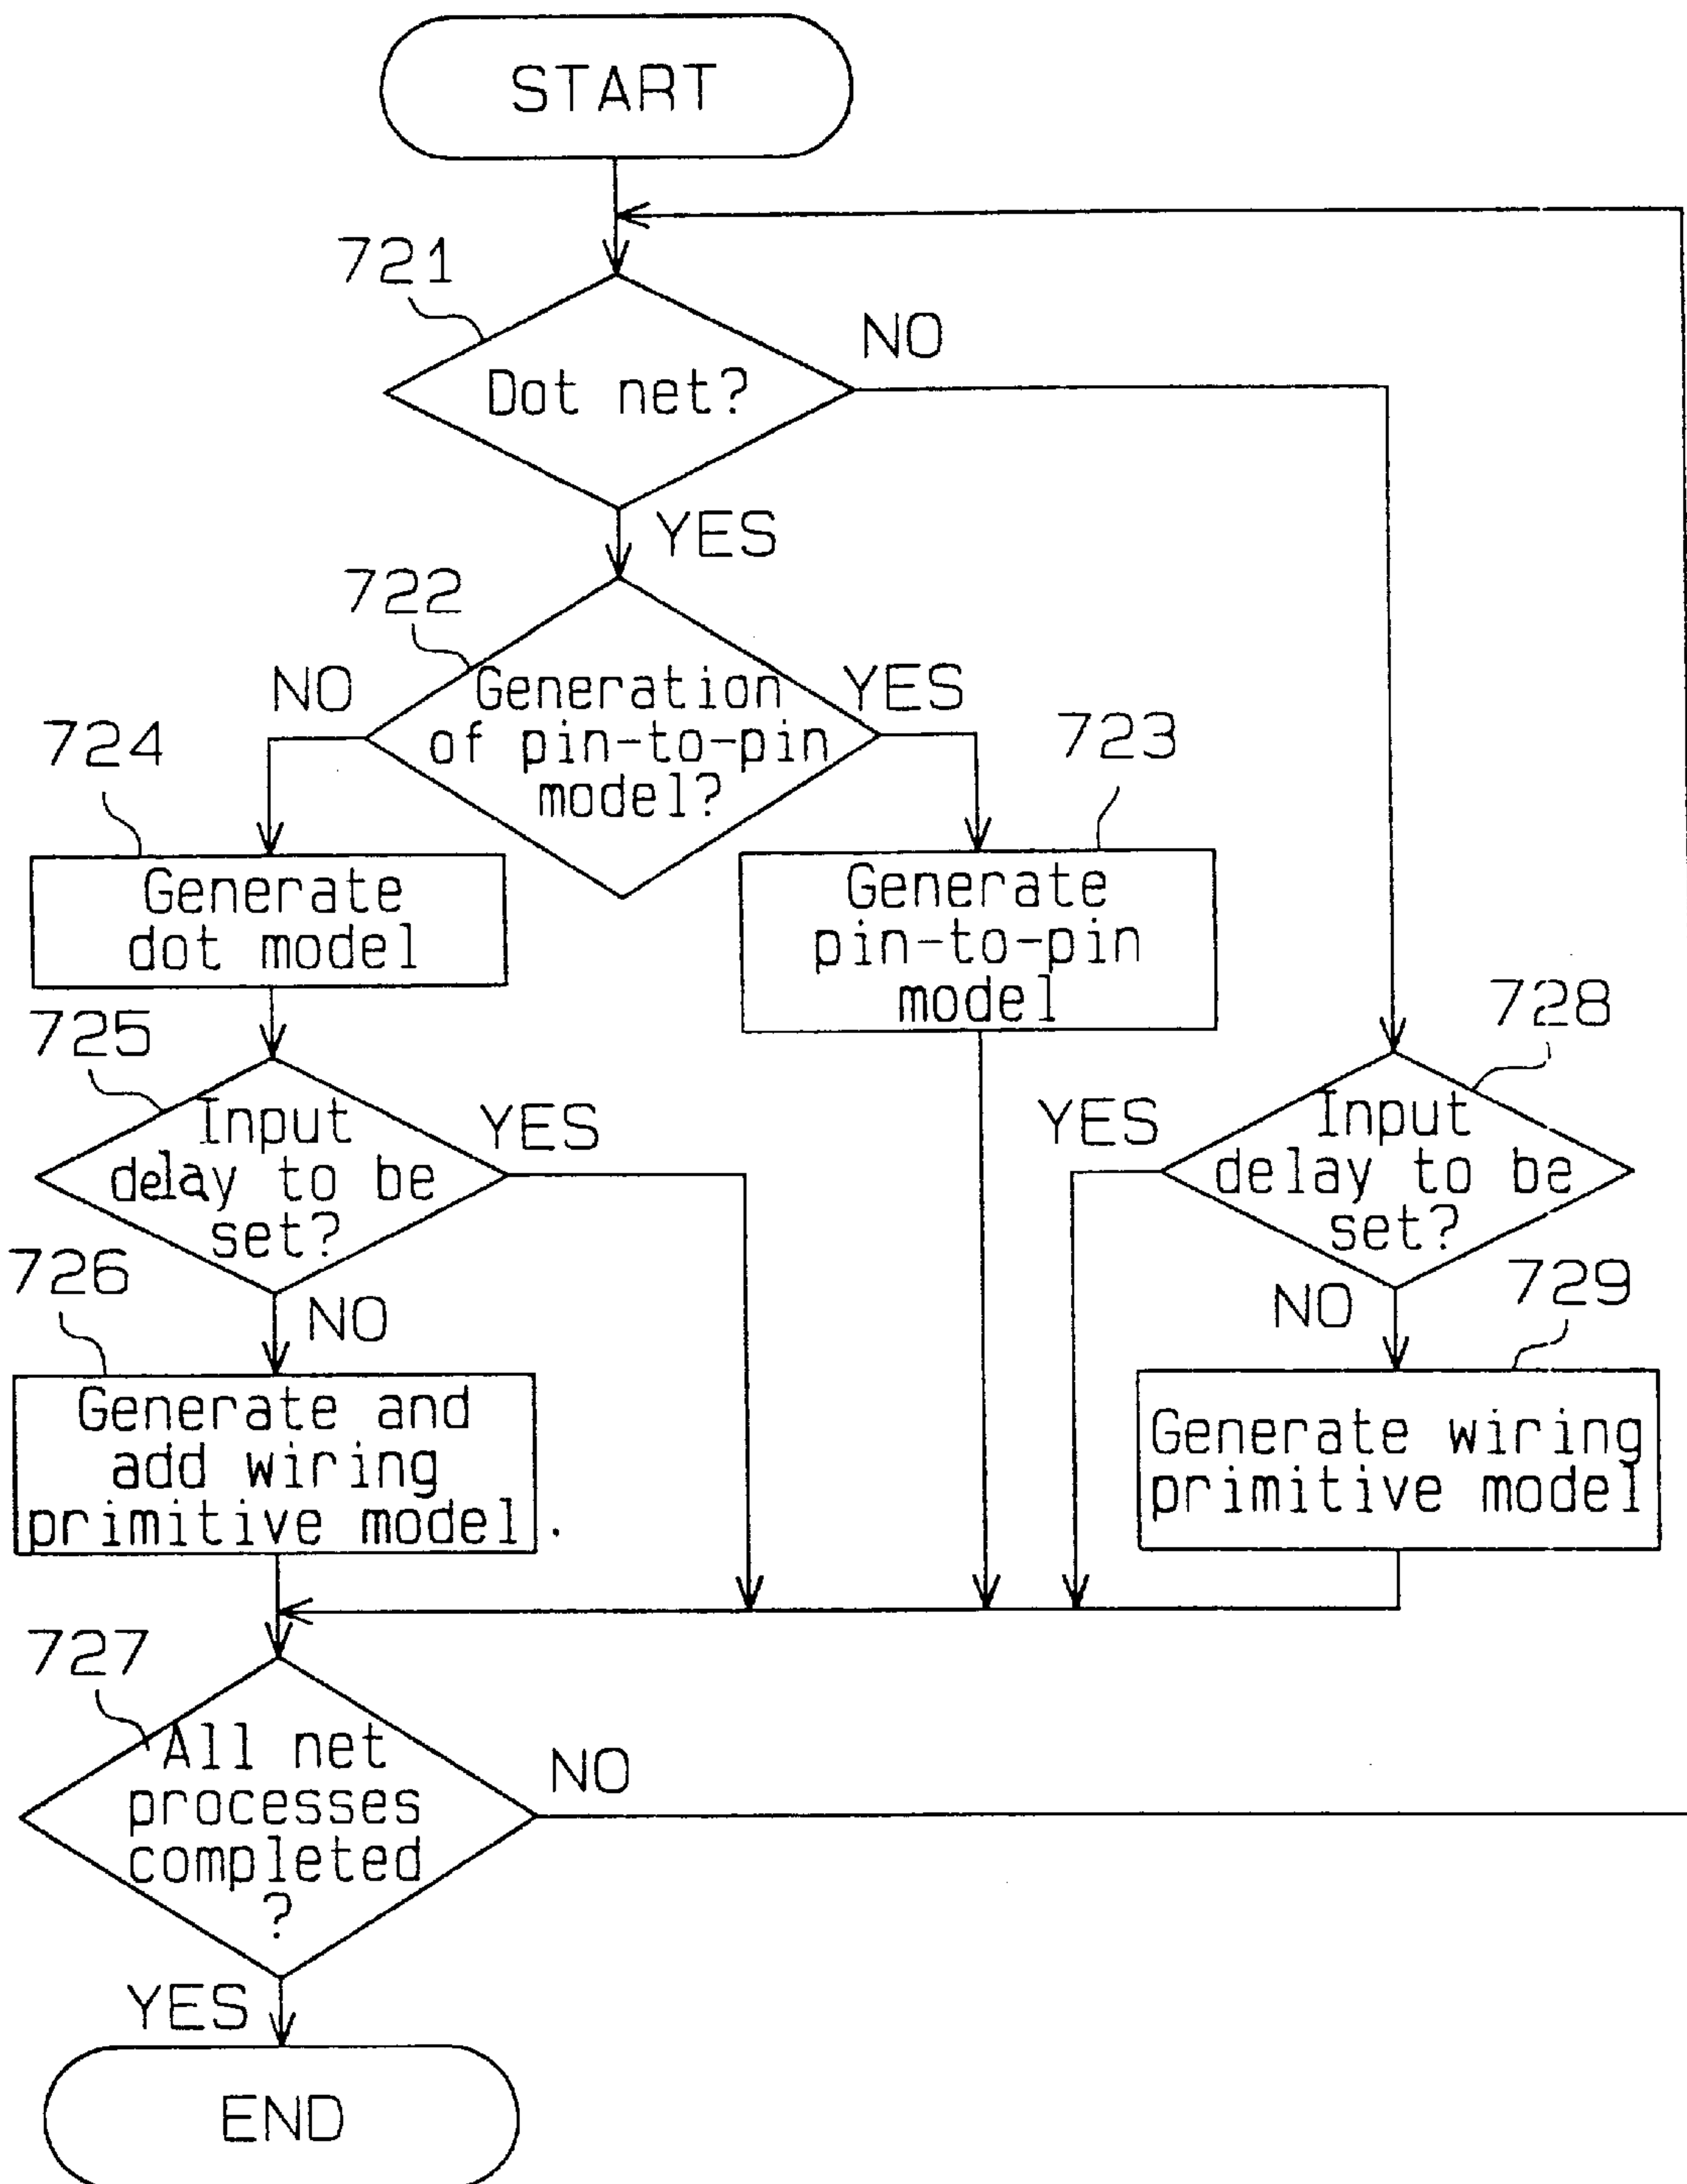 START
721
NO
Dot net?
YES
722
NO
Generation
of pin-to-pin
model?
YES
724
723
Generate
dot model
Generate
pin-to-pin
model
725
728
Input
delay to be
set?
YES
YES
Input
delay to be
set?
726
NO
NO
729
Generate and
add wiring
primitive model
Generate wiring
primitive model
727
All net
processes
completed
?
NO
YES
END